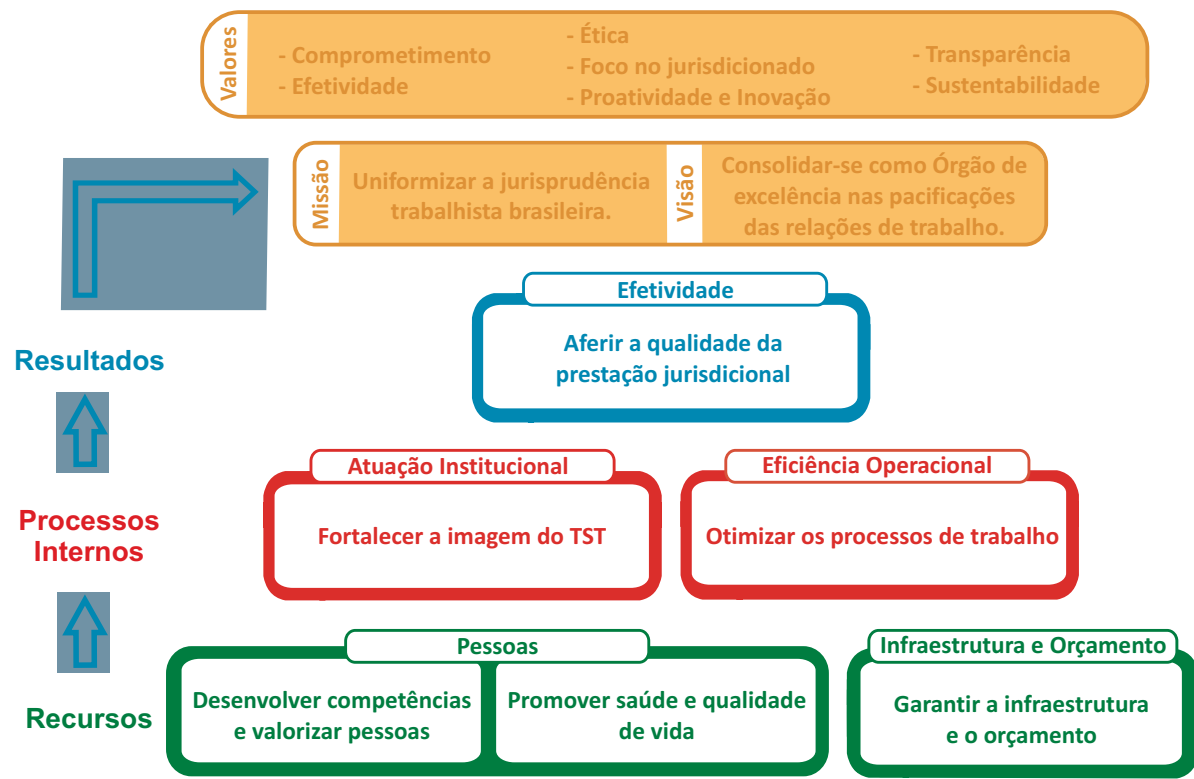 Valores
- Comprometimento
- Efetividade
- Ética
- Foco no jurisdicionado
- Proatividade e Inovação
- Transparência
- Sustentabilidade
Missão
Uniformizar a jurisprudência
trabalhista brasileira.
Visão
Consolidar-se como Órgão de
excelência nas pacificações
das relações de trabalho.
Resultados
Efetividade
Aferir a qualidade da
prestação jurisdicional
Processos
Internos
Atuação Institucional
Fortalecer a imagem do TST
Eficiência Operacional
Otimizar os processos de trabalho
Recursos
Pessoas
Desenvolver competências
e valorizar pessoas
Promover saúde e qualidade
de vida
Infraestrutura e Orçamento
Garantir a infraestrutura
e o orçamento